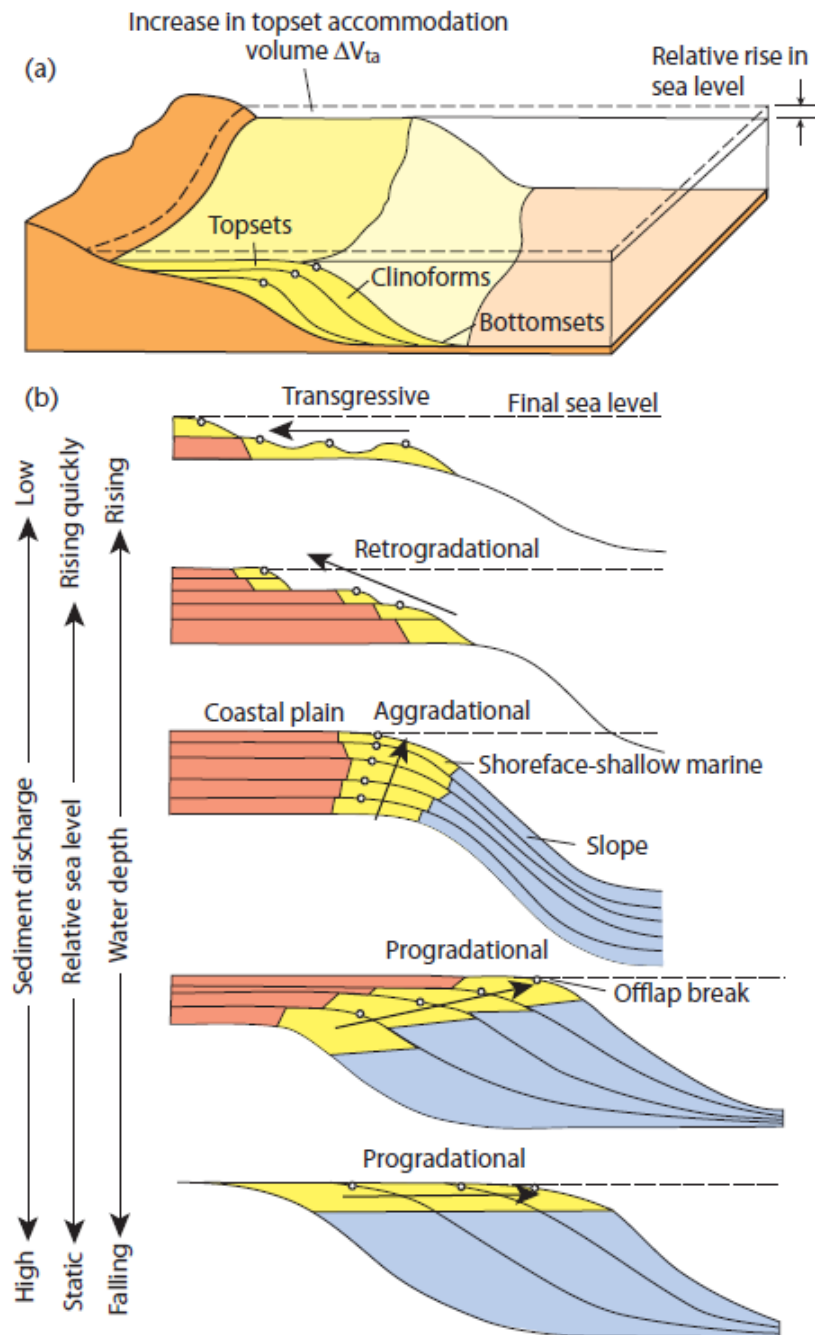 Increase in topset accommodation
volume ΔVta
(a)
Relative rise in
sea level
Topsets
Clinoforms
Bottomsets
(b)
Transgressive
Final sea level
Low
Rising quickly
Rising
Retrogradational
Coastal plain
Aggradational
Shoreface-shallow marine
Slope
Sediment discharge
Relative sea level
Water depth
Progradational
Offlap break
Progradational
High
Static
Falling